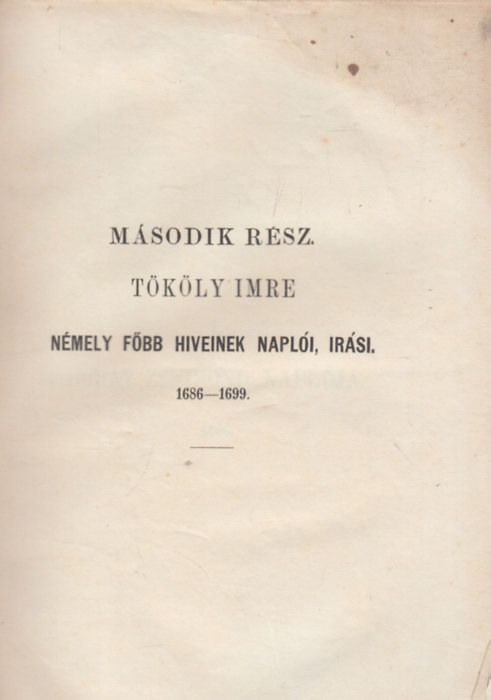 MÁSODIK RÉSZ.
TÖKÖLY IMRE
NÉMELY FŐBB HIVEINEK NAPLÓI, IRÁSI.
1686—1699.